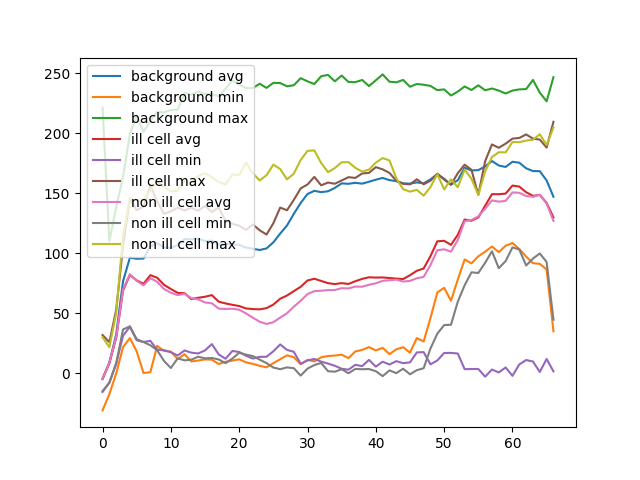 250
200
150
100
50
0
0
10
20
30
40
50
60
background avg
background min
background max
ill cell avg
ill cell min
ill cell max
non ill cell avg
non ill cell min
non ill cell max